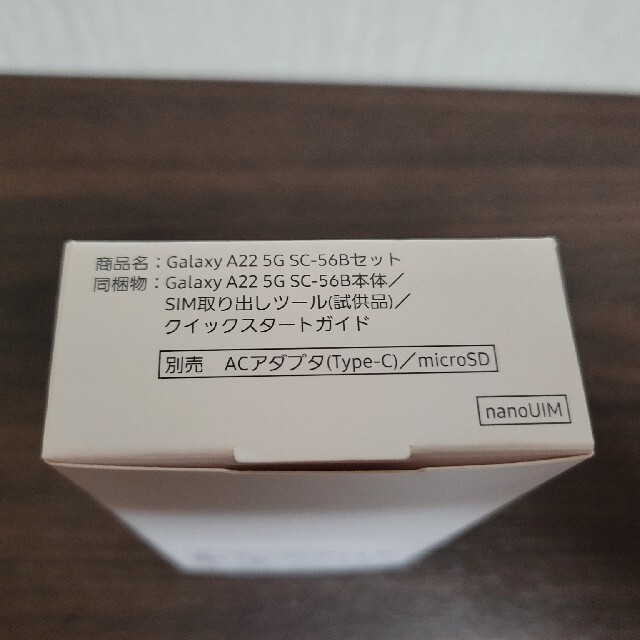 商品名：Galaxy A22 5G SC-56Bセット
同梱物：Galaxy A22 5G SC-56B本体／
SIM取り出しツール(試供品)／
クイックスタートガイド
別売　ACアダプタ(Type-C)／microSD
nanoUIM